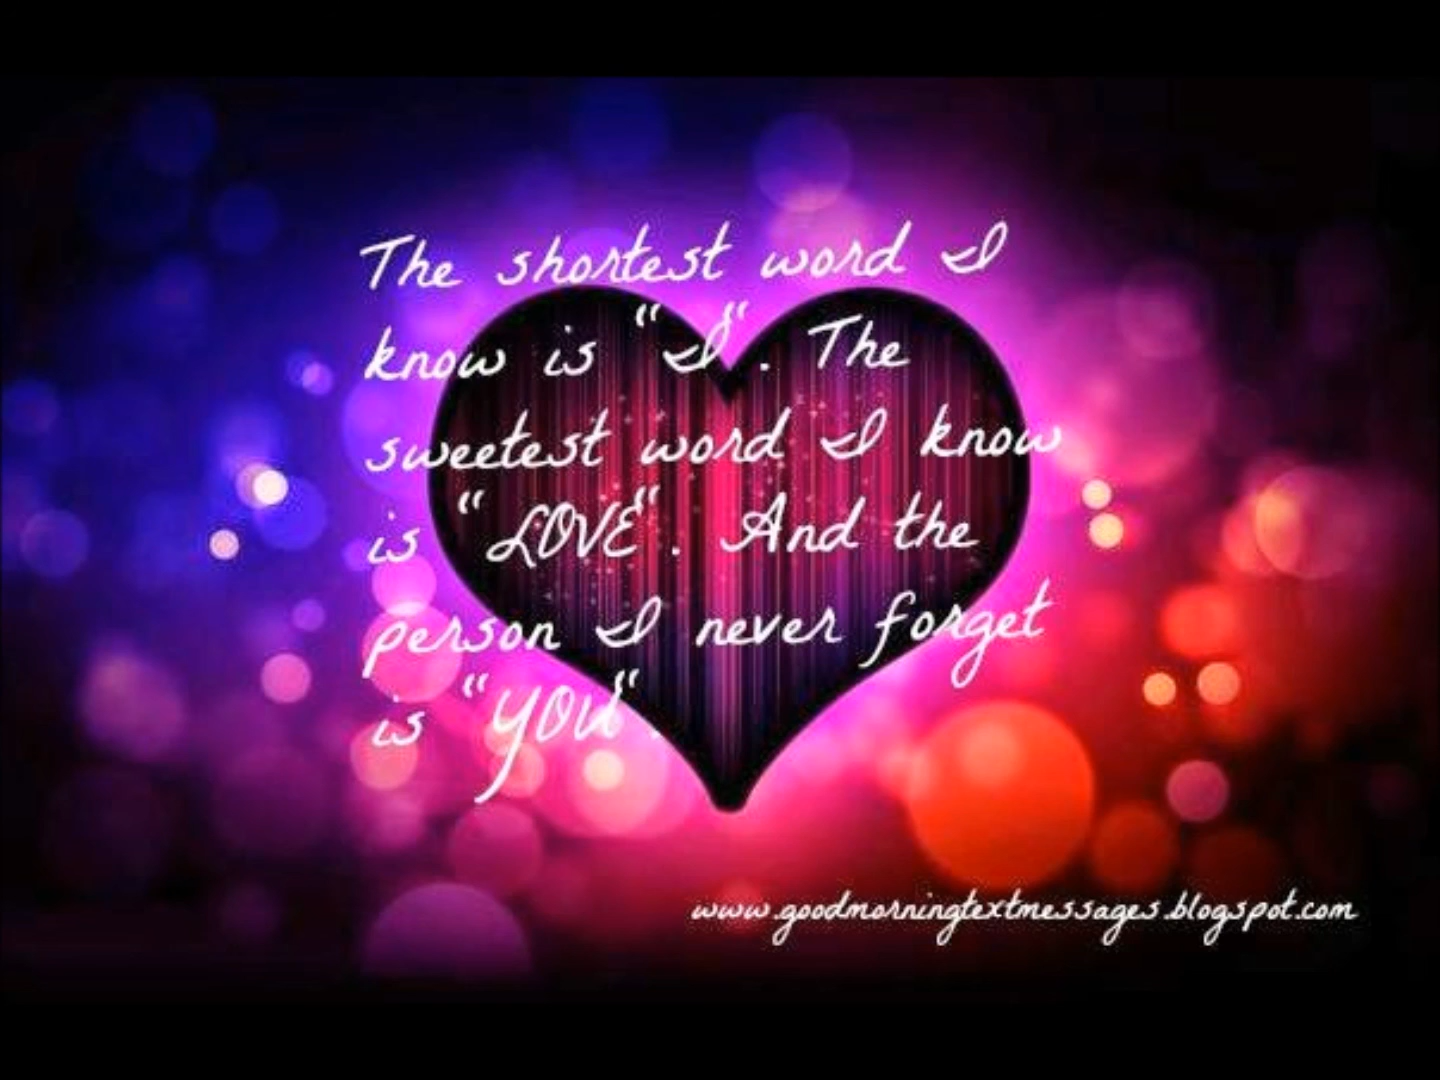 The shortest word I
know is "I". The
sweetest word I know
is "LOVE". And the
person I never forget
is "YOU".
www.goodmorningtextmessages.blogspot.com